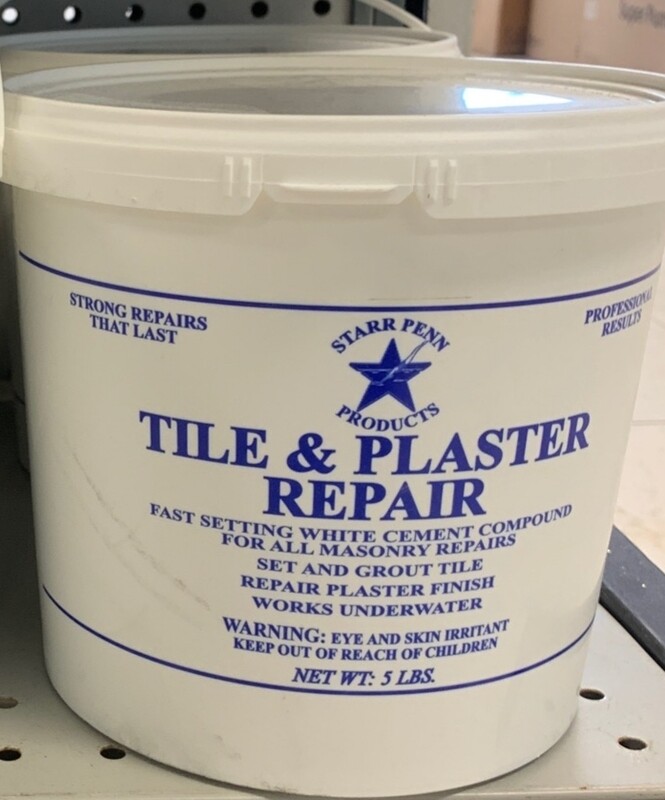 STRONG REPAIRS
THAT LAST
PROFESSIONAL
RESULTS
STARR PENN
PRODUCTS
TILE & PLASTER
REPAIR
FAST SETTING WHITE CEMENT COMPOUND
FOR ALL MASONRY REPAIRS
SET AND GROUT TILE
REPAIR PLASTER FINISH
WORKS UNDERWATER
WARNING: EYE AND SKIN IRRITANT
KEEP OUT OF REACH OF CHILDREN
NET WT: 5 LBS.